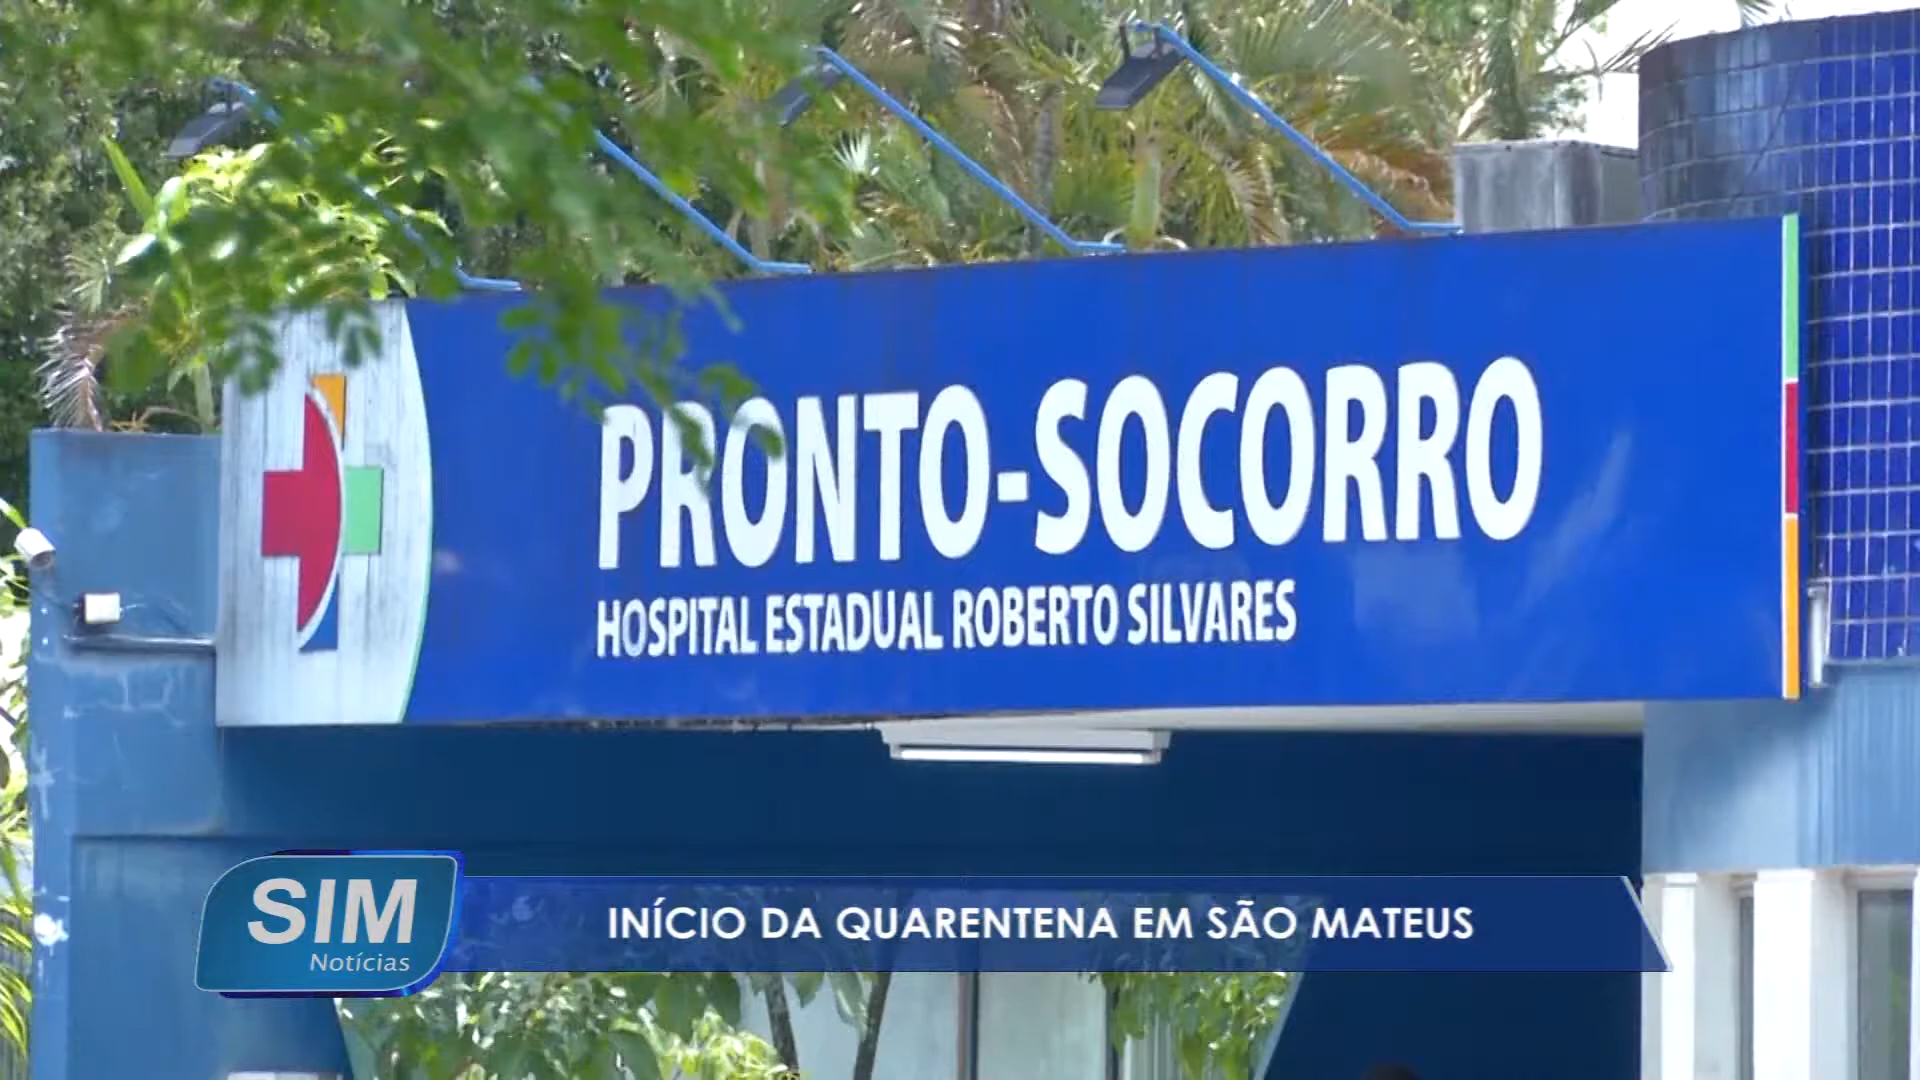 PRONTO-SOCORRO
HOSPITAL ESTADUAL ROBERTO SILVARES
SIM
Notícias
INÍCIO DA QUARENTENA EM SÃO MATEUS